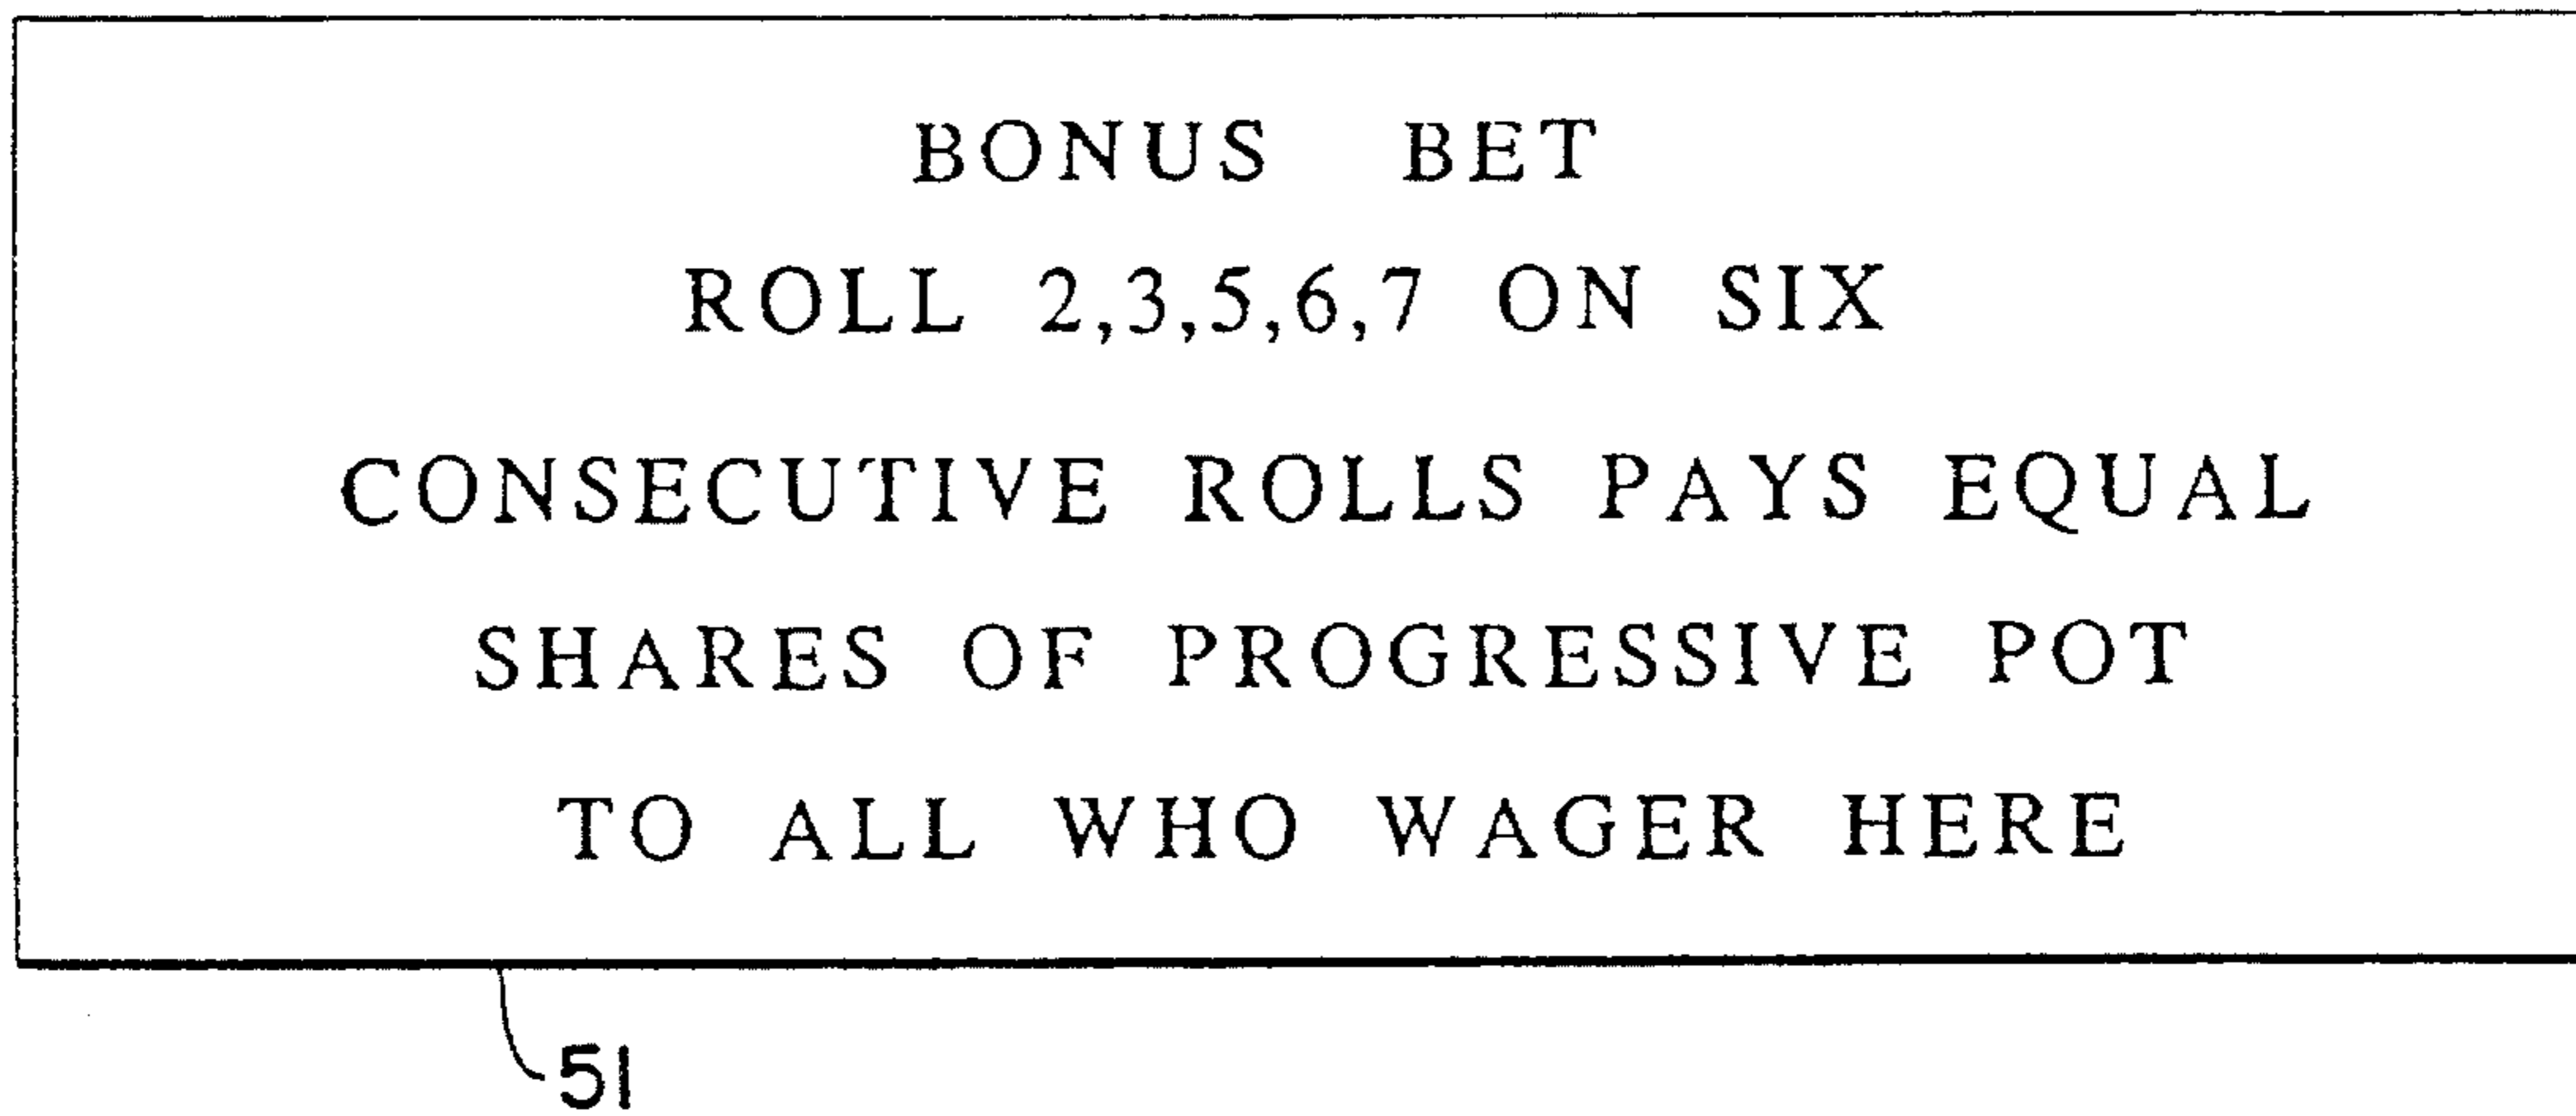 BONUS BET
ROLL 2,3,5,6,7 ON SIX
CONSECUTIVE ROLLS PAYS EQUAL
SHARES OF PROGRESSIVE POT
TO ALL WHO WAGER HERE
51